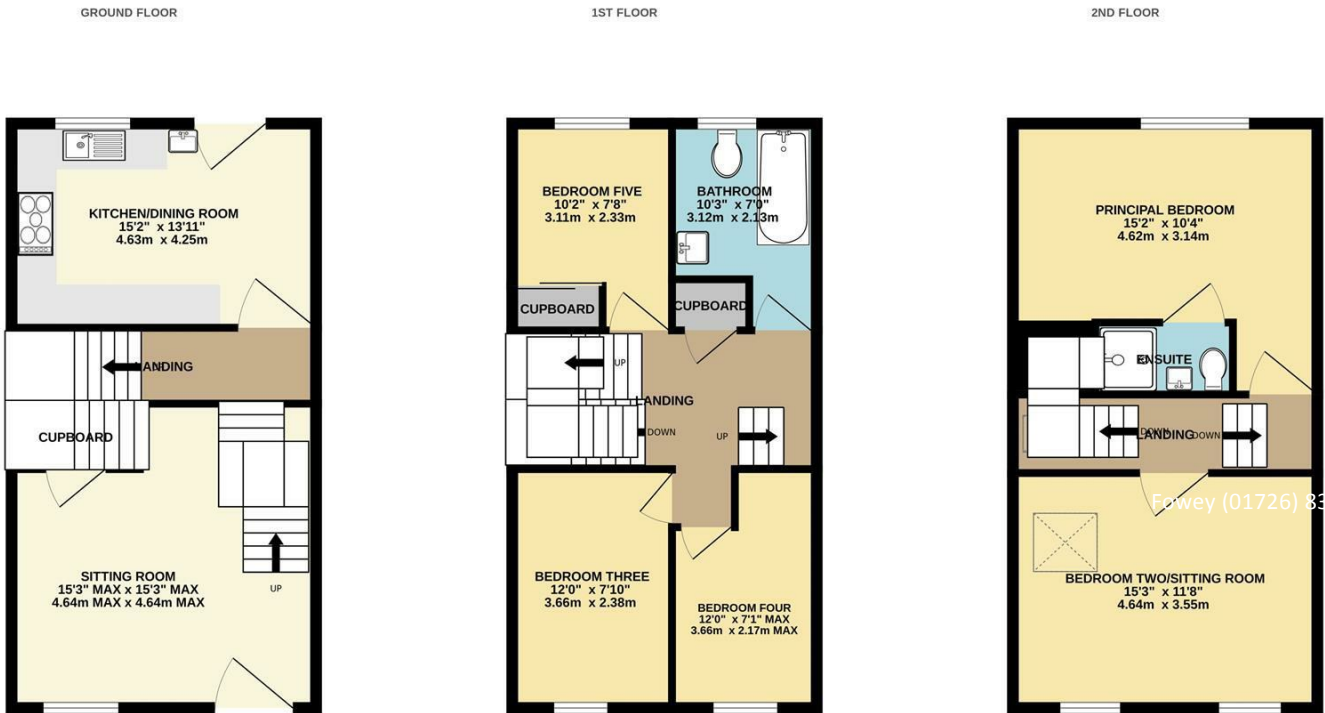 GROUND FLOOR
1ST FLOOR
2ND FLOOR
KITCHEN/DINING ROOM
15'2" x 13'11"
4.63m x 4.25m
LANDING
CUPBOARD
SITTING ROOM
15'3" MAX x 15'3" MAX
4.64m MAX x 4.64m MAX
UP
BEDROOM FIVE
10'2" x 7'8"
3.11m x 2.33m
BATHROOM
10'3" x 7'0"
3.12m x 2.13m
CUPBOARD
CUPBOARD
UP
LANDING
DOWN
UP
BEDROOM THREE
12'0" x 7'10"
3.66m x 2.38m
BEDROOM FOUR
12'0" x 7'1" MAX
3.66m x 2.17m MAX
PRINCIPAL BEDROOM
15'2" x 10'4"
4.62m x 3.14m
ENSUITE
DOWN
LANDING
DOWN
Fowey (01726) 83
BEDROOM TWO/SITTING ROOM
15'3" x 11'8"
4.64m x 3.55m